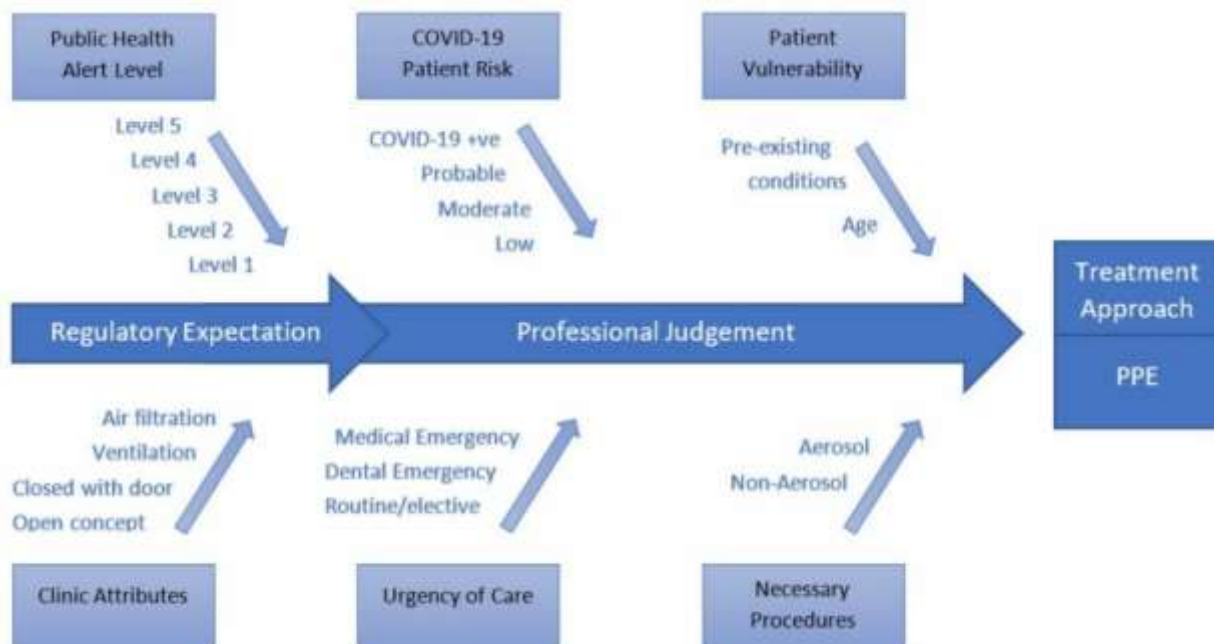 Public Health
Alert Level
COVID-19
Patient Risk
Patient
Vulnerability
Level 5
Level 4
Level 3
Level 2
Level 1
COVID-19 +ve
Probable
Moderate
Low
Pre-existing
conditions
Age
Regulatory Expectation
Professional Judgement
Treatment
Approach
PPE
Air filtration
Ventilation
Closed with door
Open concept
Medical Emergency
Dental Emergency
Routine/elective
Aerosol
Non-Aerosol
Clinic Attributes
Urgency of Care
Necessary
Procedures